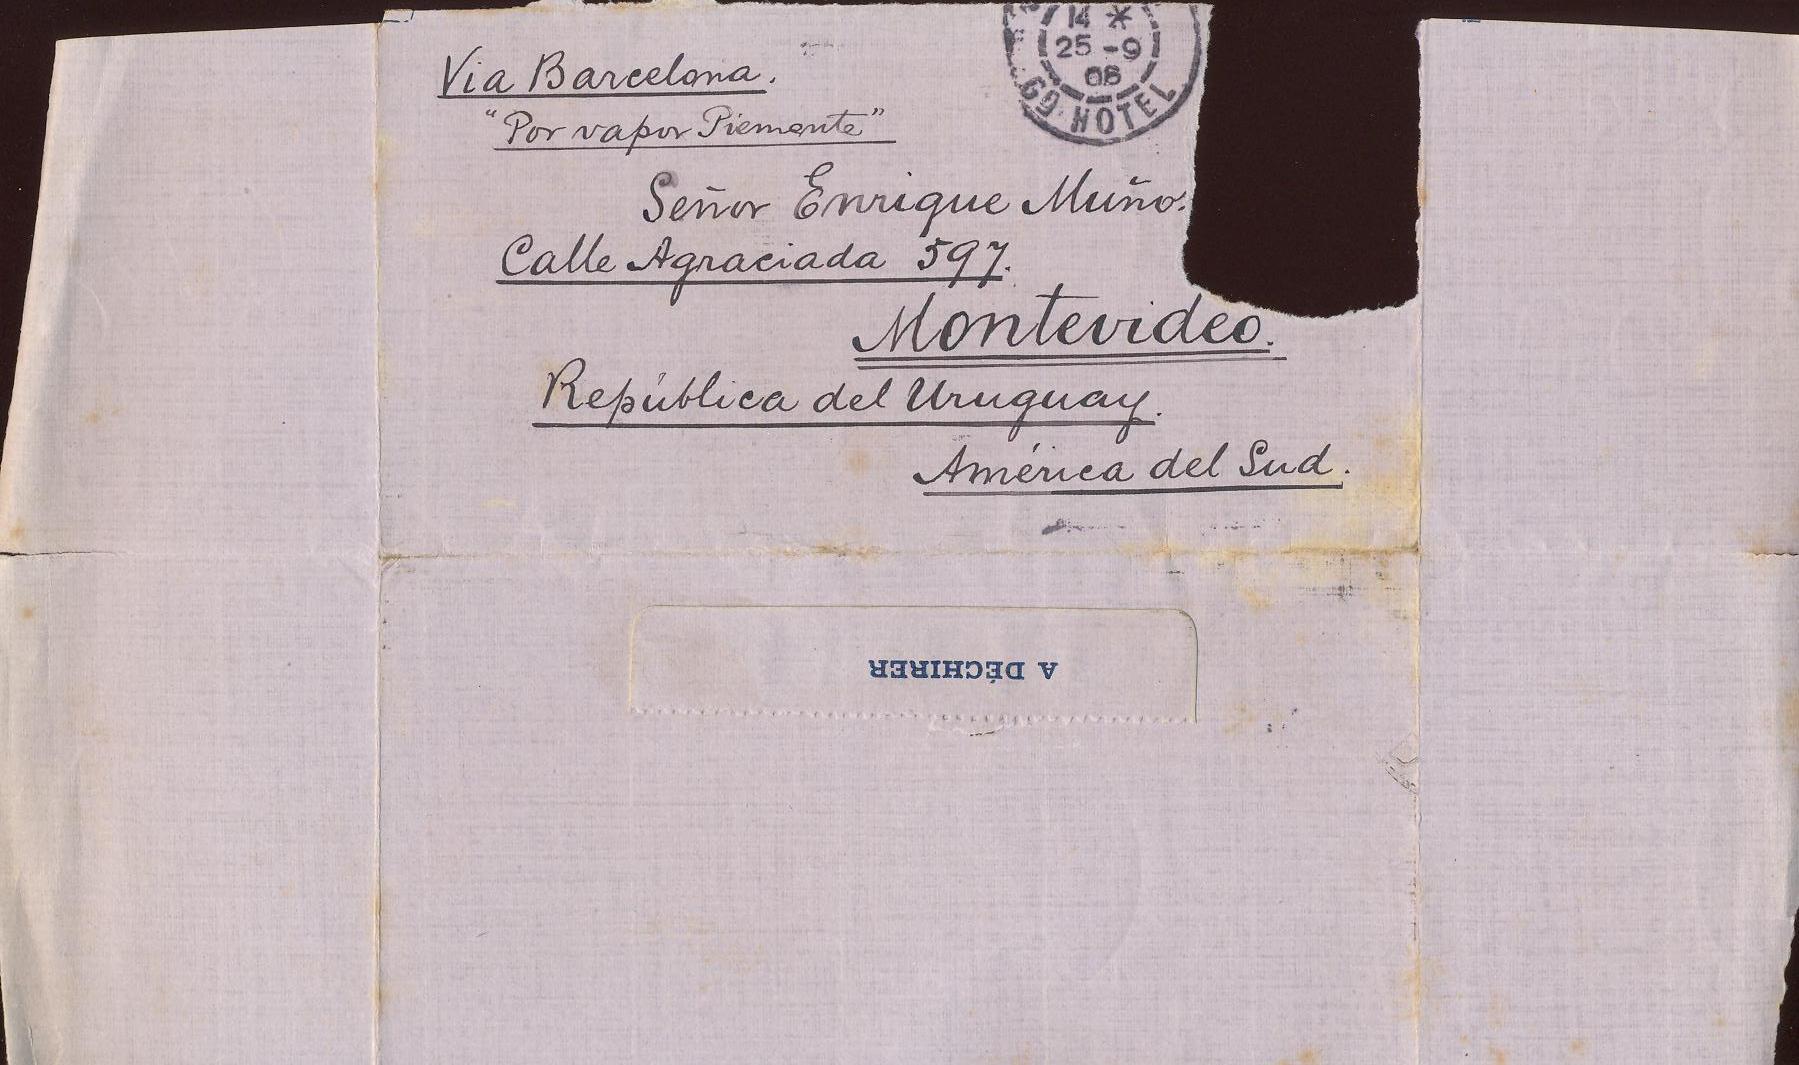 14 *
25-9
08
GD HOTEL
Via Barcelona.
"Por vapor Piemonte"
Señor Enrique Muño
Calle Agraciada 597.
Montevideo.
República del Uruguay.
América del Sud.
A DÉCHIRER